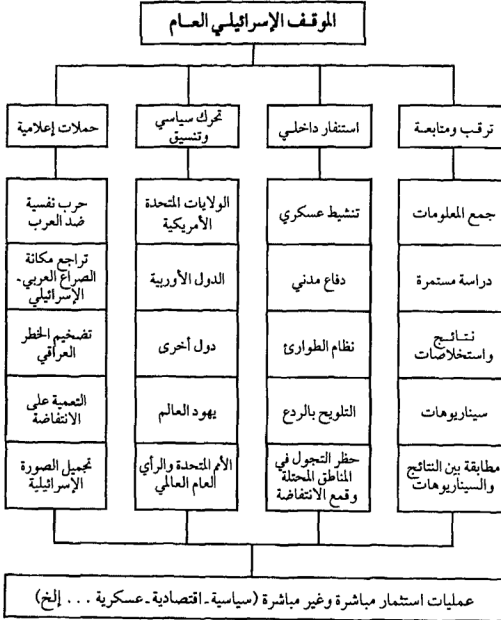 الموقف الإسرائيلي العام
ترقب ومتابعة
استنفار داخلي
تحرك سياسي
وتنسيق
حملات إعلامية
جمع المعلومات
دراسة مستمرة
نتائج
واستخلاصات
سيناريوهات
مطابقة بين النتائج
والسيناريوهات
تنشيط عسكري
دفاع مدني
نظام الطوارئ
التلويح بالردع
حظر التجول في
المناطق المحتلة
وقمع الانتفاضة
الولايات المتحدة
الأمريكية
الدول الأوربية
دول أخرى
يهود العالم
الأمم المتحدة والرأي
العام العالمي
حرب نفسية
ضد العرب
تراجع مكانة
الصراع العربي ـ
الإسرائيلي
تضخيم الخطر
العراقي
التعمية على
الانتفاضة
تجميل الصورة
الإسرائيلية
عمليات استثمار مباشرة وغير مباشرة (سياسية ـ اقتصادية ـ عسكرية ... إلخ)